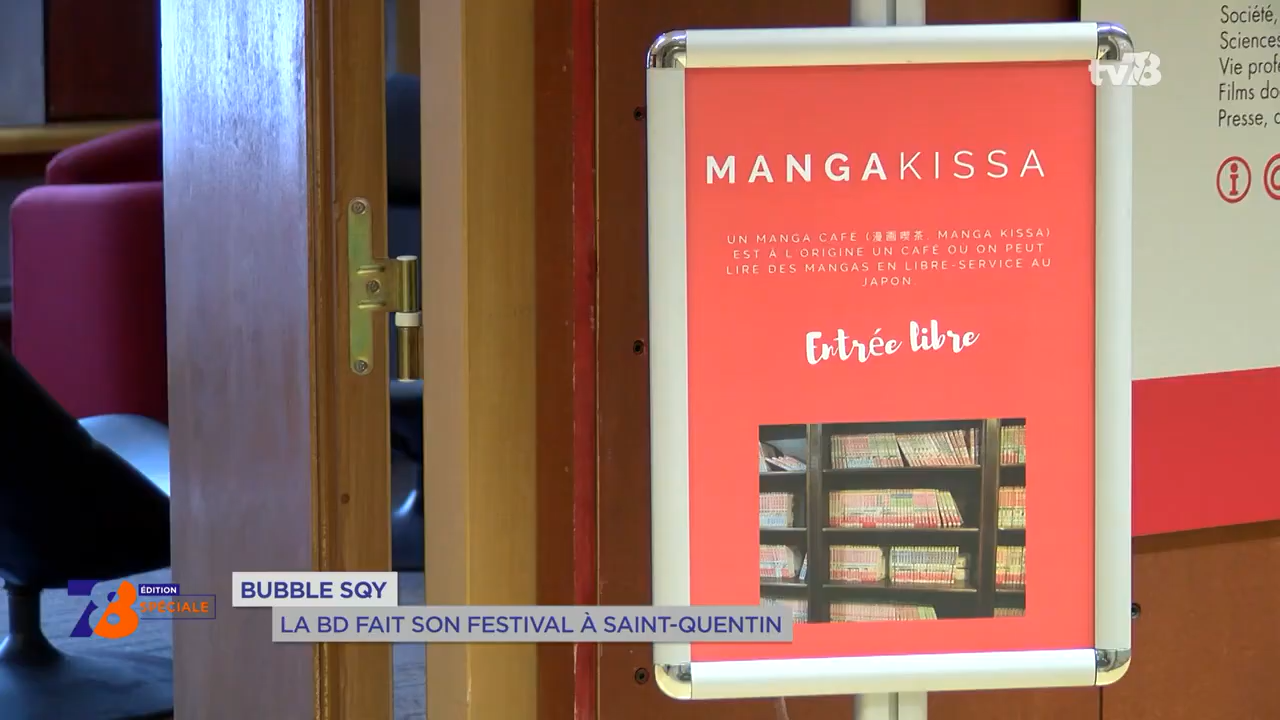 Société,
Sciences
Vie prof
Films do
Presse,
tv78
MANGAKISSA
UN MANGA CAFE (漫画喫茶 MANGA KISSA)
EST À L ORIGINE UN CAFÉ OU ON PEUT
LIRE DES MANGAS EN LIBRE-SERVICE AU
JAPON.
Entrée libre
78 ÉDITION
SPÉCIALE
BUBBLE SQY
LA BD FAIT SON FESTIVAL À SAINT-QUENTIN